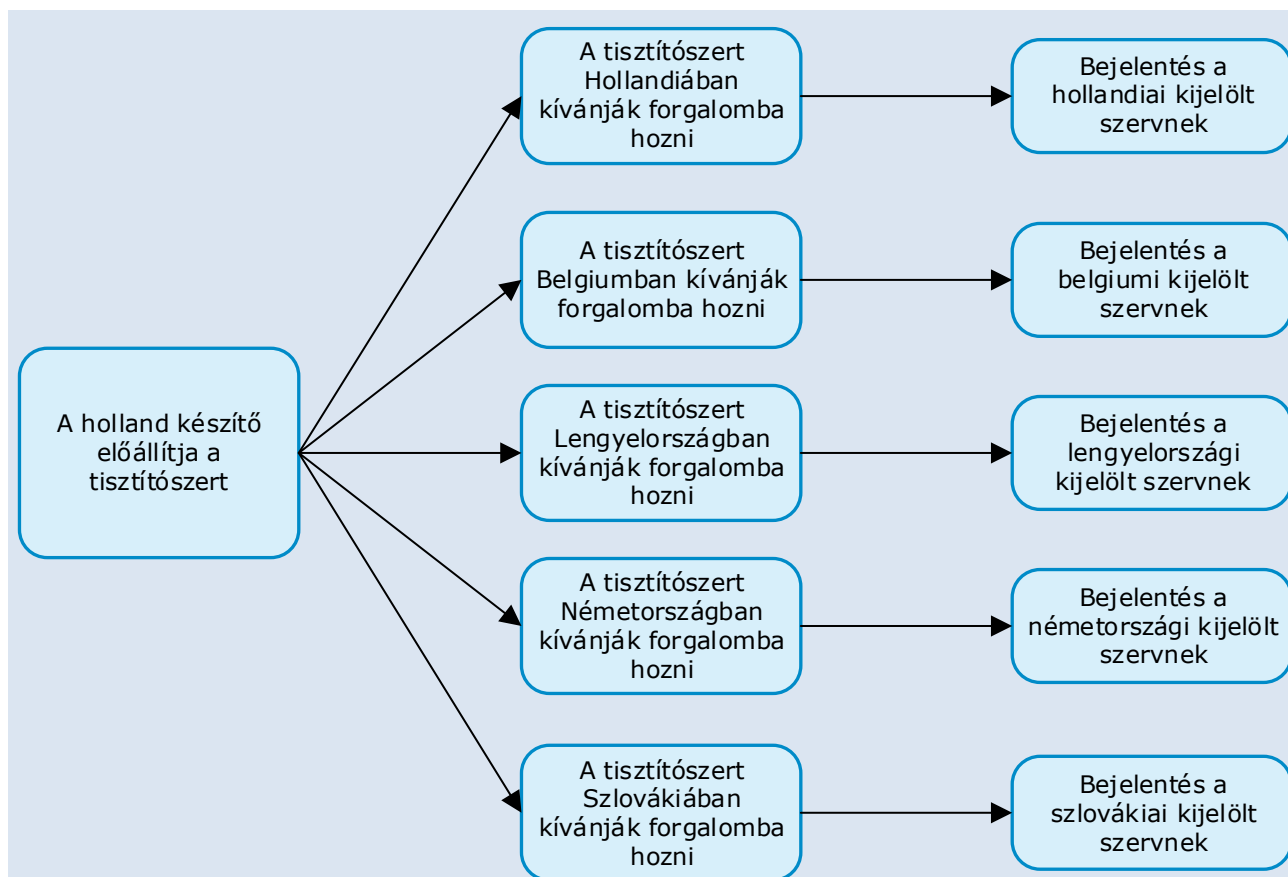 A holland készítő
előállítja a
tisztítószert
A tisztítószert
Hollandiában
kívánják forgalomba
hozni
Bejelentés a
hollandiai kijelölt
szervnek
A tisztítószert
Belgiumban kívánják
forgalomba hozni
Bejelentés a
belgiumi kijelölt
szervnek
A tisztítószert
Lengyelországban
kívánják forgalomba
hozni
Bejelentés a
lengyelországi
kijelölt szervnek
A tisztítószert
Németországban
kívánják forgalomba
hozni
Bejelentés a
németországi kijelölt
szervnek
A tisztítószert
Szlovákiában
kívánják forgalomba
hozni
Bejelentés a
szlovákiai kijelölt
szervnek